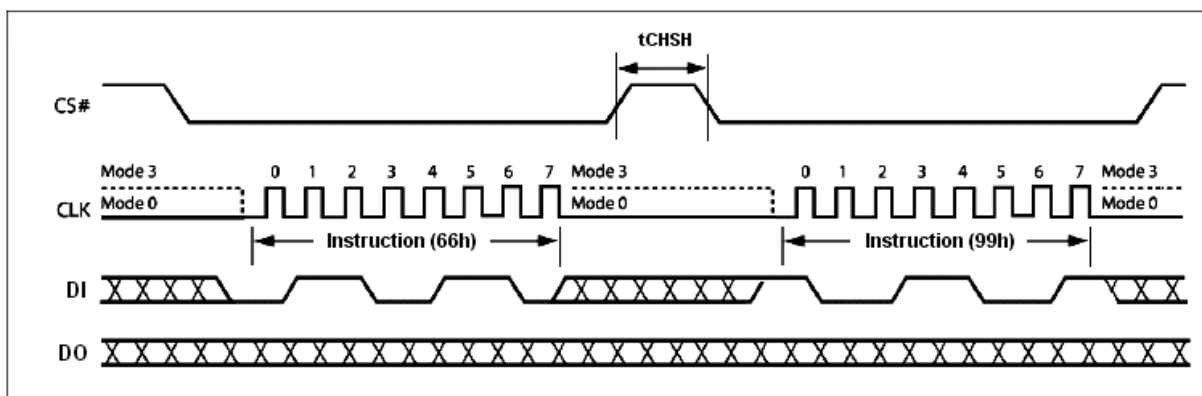 tCHSH
CS#
Mode 3 0 1 2 3 4 5 6 7 Mode 3 0 1 2 3 4 5 6 7 Mode 3
CLK Mode 0 Mode 0 Mode 0
Instruction (66h) Instruction (99h)
DI
DO